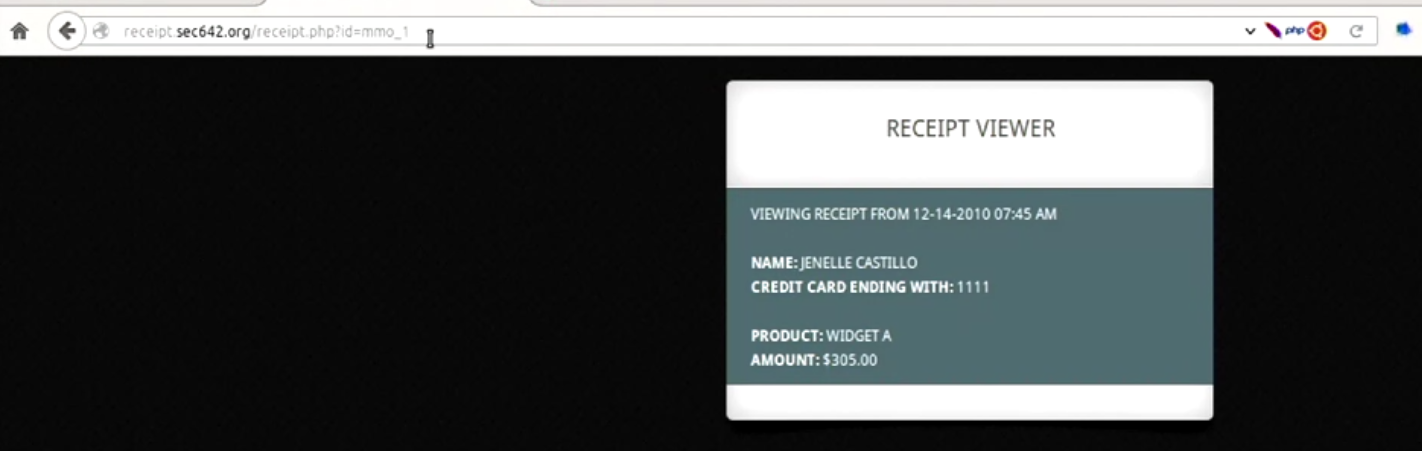 receipt.sec642.org/receipt.php?id=mmo_1
php
RECEIPT VIEWER
VIEWING RECEIPT FROM 12-14-2010 07:45 AM
NAME: JENELLE CASTILLO
CREDIT CARD ENDING WITH: 1111
PRODUCT: WIDGET A
AMOUNT: $305.00